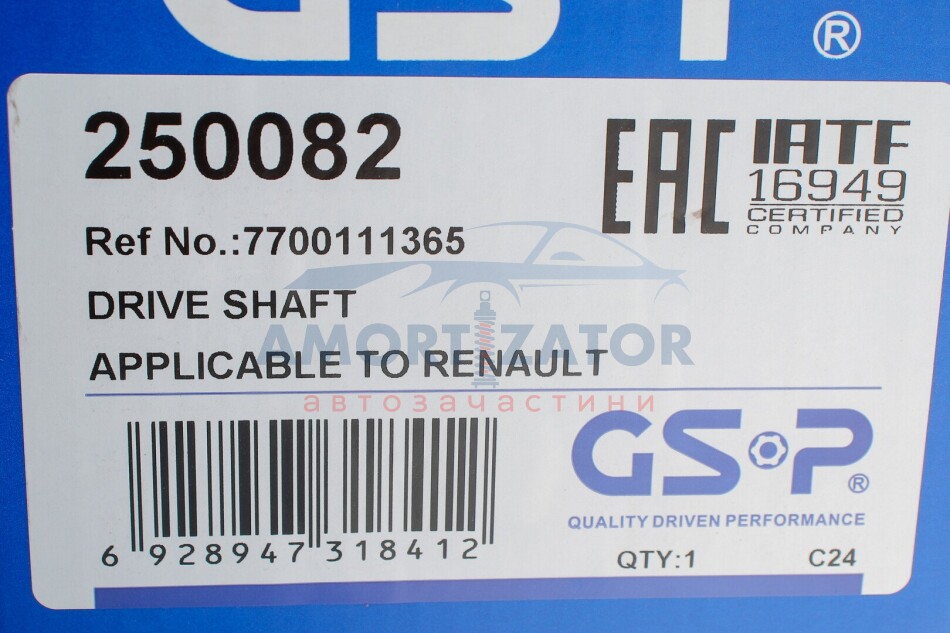 GSP®
250082
EAC
IATF
16949
CERTIFIED
COMPANY
Ref No.:7700111365
DRIVE SHAFT
AMORTIZATOR
APPLICABLE TO RENAULT
автозачастини
GS P®
QUALITY DRIVEN PERFORMANCE
6 928947 318412
QTY:1
C24